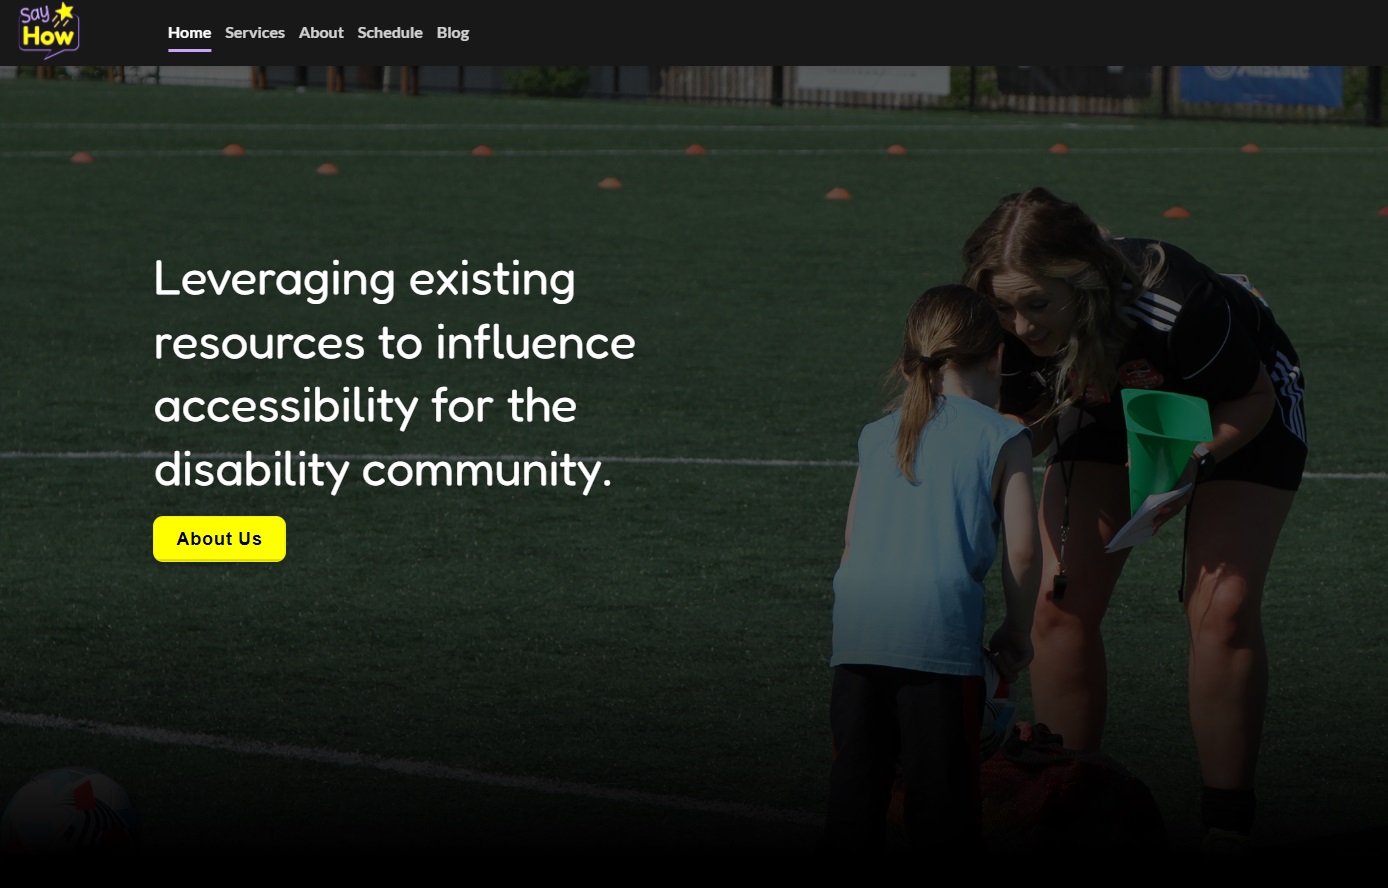 Say
How
Home Services About Schedule Blog
Leveraging existing
resources to influence
accessibility for the
disability community.
About Us